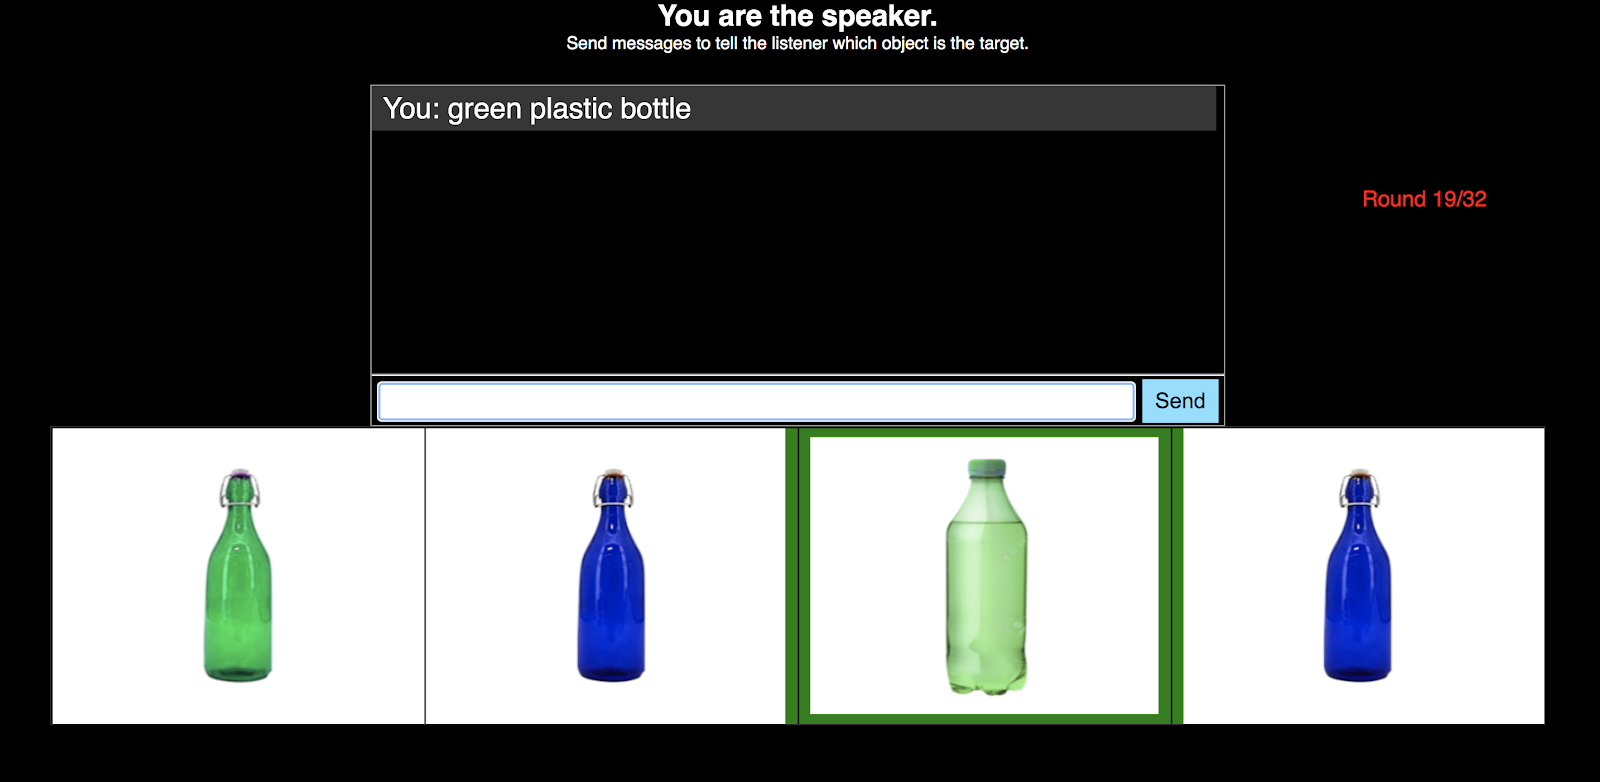 You are the speaker.
Send messages to tell the listener which object is the target.
You: green plastic bottle
Round 19/32
Send